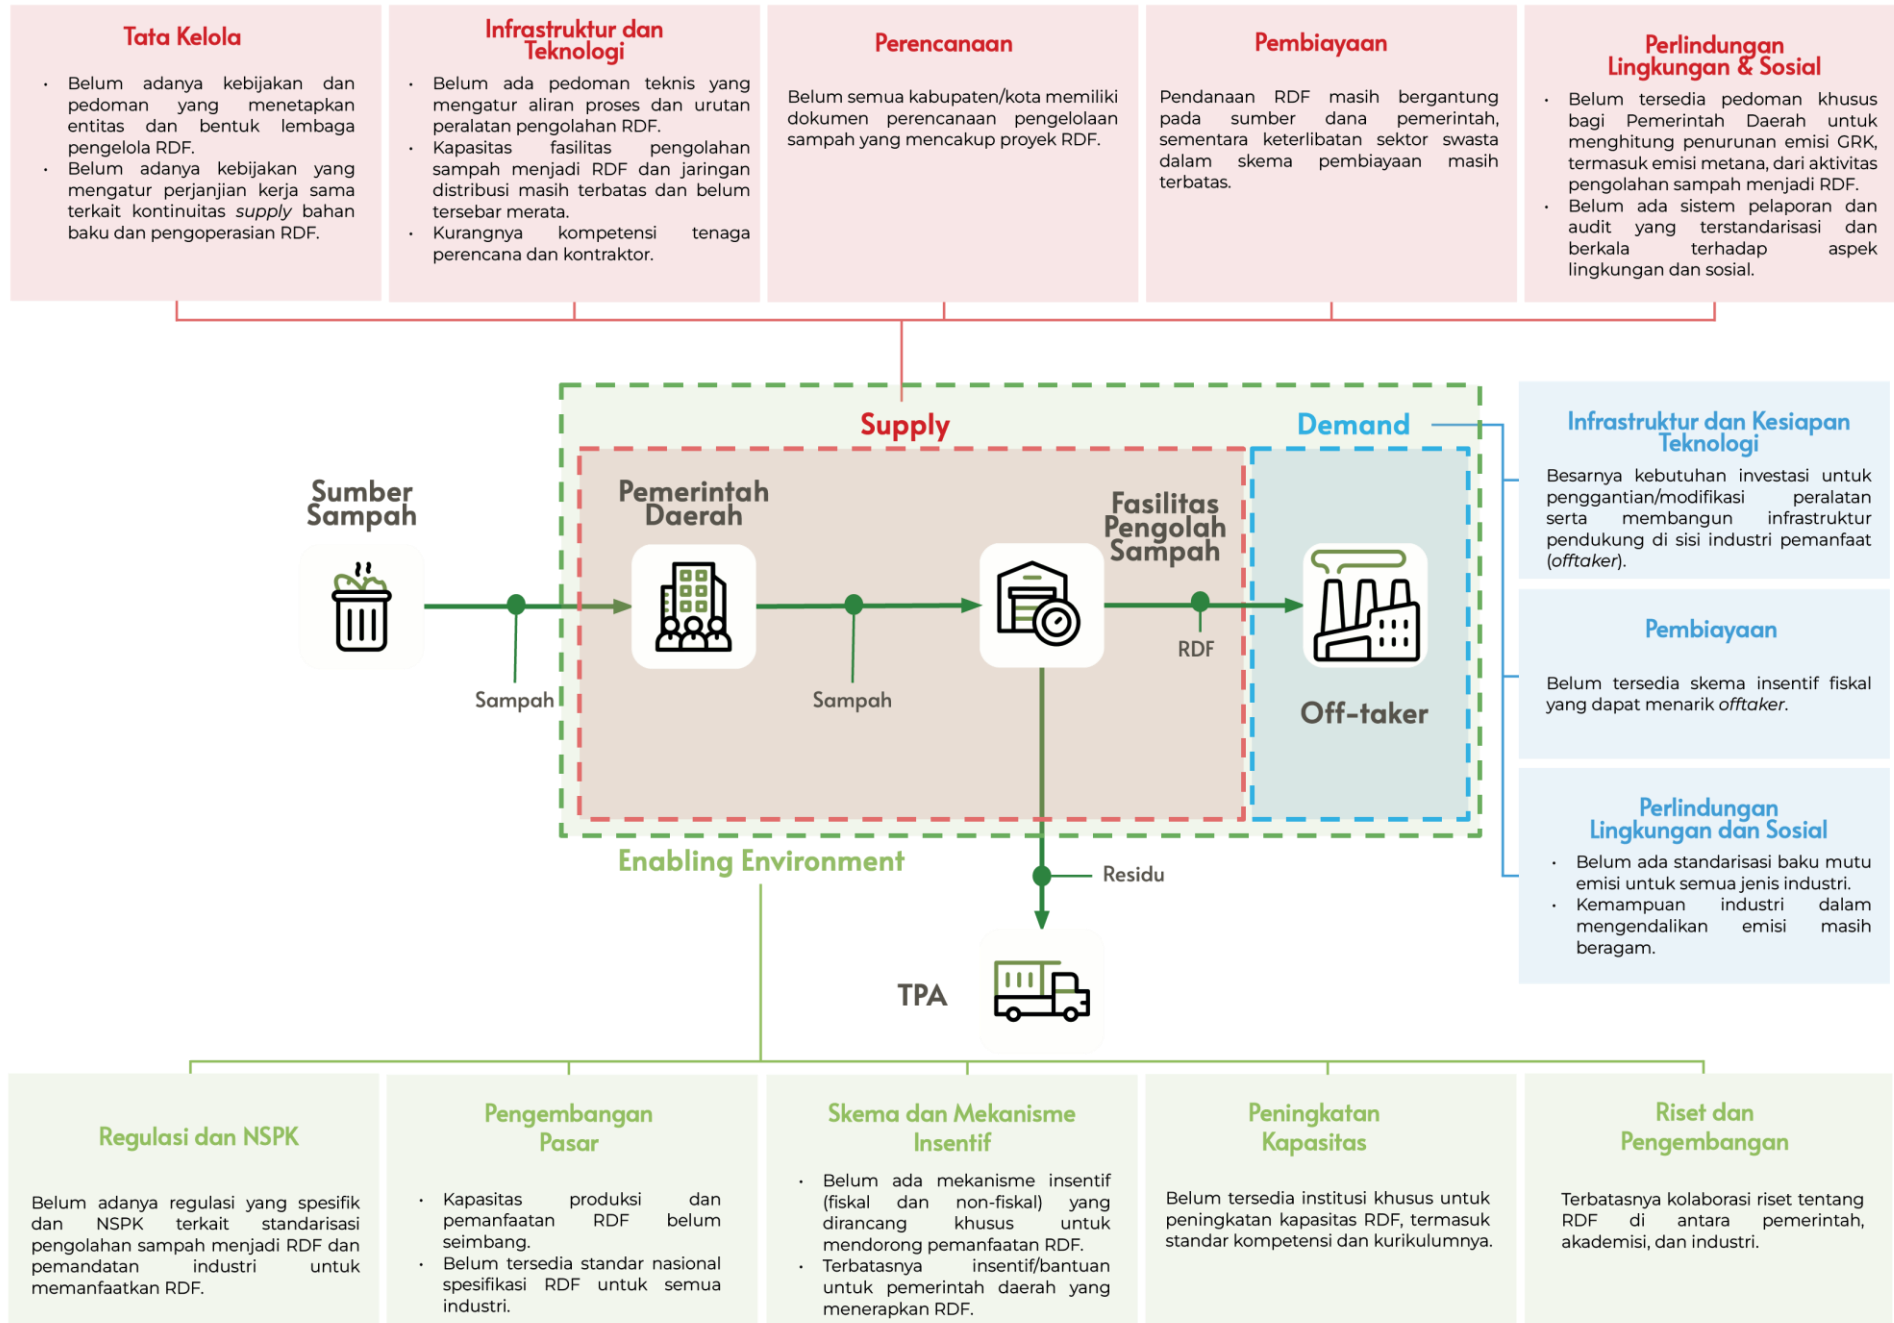 Tata Kelola
• Belum adanya kebijakan dan
pedoman yang menetapkan
entitas dan bentuk lembaga
pengelola RDF.
• Belum adanya kebijakan yang
mengatur perjanjian kerja sama
terkait kontinuitas supply bahan
baku dan pengoperasian RDF.
Infrastruktur dan
Teknologi
• Belum ada pedoman teknis yang
mengatur aliran proses dan urutan
peralatan pengolahan RDF.
• Kapasitas fasilitas pengolahan
sampah menjadi RDF dan jaringan
distribusi masih terbatas dan belum
tersebar merata.
• Kurangnya kompetensi tenaga
perencana dan kontraktor.
Perencanaan
Belum semua kabupaten/kota memiliki
dokumen perencanaan pengelolaan
sampah yang mencakup proyek RDF.
Pembiayaan
Pendanaan RDF masih bergantung
pada sumber dana pemerintah,
sementara keterlibatan sektor swasta
dalam skema pembiayaan masih
terbatas.
Perlindungan
Lingkungan & Sosial
• Belum tersedia pedoman khusus
bagi Pemerintah Daerah untuk
menghitung penurunan emisi GRK,
termasuk emisi metana, dari aktivitas
pengolahan sampah menjadi RDF.
• Belum ada sistem pelaporan dan
audit yang terstandarisasi dan
berkala terhadap aspek
lingkungan dan sosial.
Supply
Demand
Sumber
Sampah
Pemerintah
Daerah
Fasilitas
Pengolah
Sampah
Sampah
Sampah
RDF
Off-taker
Infrastruktur dan Kesiapan
Teknologi
Besarnya kebutuhan investasi untuk
penggantian/modifikasi peralatan
serta membangun infrastruktur
pendukung di sisi industri pemanfaat
(offtaker).
Pembiayaan
Belum tersedia skema insentif fiskal
yang dapat menarik offtaker.
Perlindungan
Lingkungan dan Sosial
• Belum ada standarisasi baku mutu
emisi untuk semua jenis industri.
• Kemampuan industri dalam
mengendalikan emisi masih
beragam.
Enabling Environment
Residu
TPA
Regulasi dan NSPK
Belum adanya regulasi yang spesifik
dan NSPK terkait standarisasi
pengolahan sampah menjadi RDF dan
pemandatan industri untuk
memanfaatkan RDF.
Pengembangan
Pasar
• Kapasitas produksi dan
pemanfaatan RDF belum
seimbang.
• Belum tersedia standar nasional
spesifikasi RDF untuk semua
industri.
Skema dan Mekanisme
Insentif
• Belum ada mekanisme insentif
(fiskal dan non-fiskal) yang
dirancang khusus untuk
mendorong pemanfaatan RDF.
• Terbatasnya insentif/bantuan
untuk pemerintah daerah yang
menerapkan RDF.
Peningkatan
Kapasitas
Belum tersedia institusi khusus untuk
peningkatan kapasitas RDF, termasuk
standar kompetensi dan kurikulumnya.
Riset dan
Pengembangan
Terbatasnya kolaborasi riset tentang
RDF di antara pemerintah,
akademisi, dan industri.